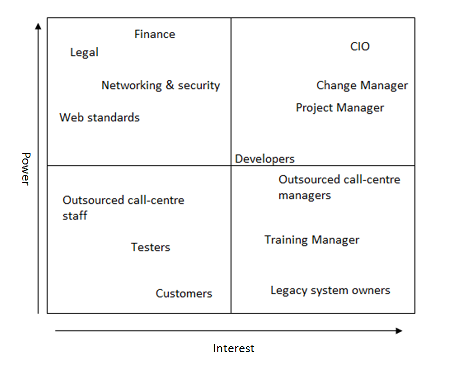 Finance
CIO
Legal
Networking & security
Change Manager
Project Manager
Web standards
Developers
Power
Outsourced call-centre
managers
Outsourced call-centre
staff
Training Manager
Testers
Legacy system owners
Customers
Interest